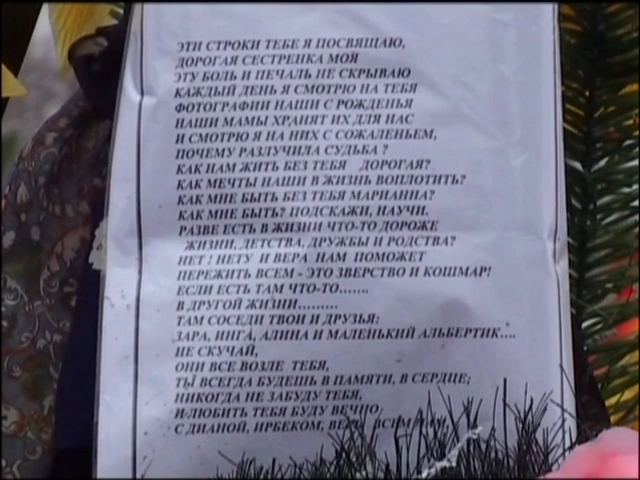 ЭТИ СТРОКИ ТЕБЕ Я ПОСВЯЩАЮ,
ДОРОГАЯ СЕСТРЕНКА МОЯ
ЭТУ БОЛЬ И ПЕЧАЛЬ НЕ СКРЫВАЮ
КАЖДЫЙ ДЕНЬ Я СМОТРЮ НА ТЕБЯ
ФОТОГРАФИИ НАШИ С РОЖДЕНЬЯ
НАШИ МАМЫ ХРАНЯТ ИХ ДЛЯ НАС
И СМОТРЮ Я НА НИХ С СОЖАЛЕНЬЕМ,
ПОЧЕМУ РАЗЛУЧИЛА СУДЬБА ?
КАК НАМ ЖИТЬ БЕЗ ТЕБЯ ДОРОГАЯ?
КАК МЕЧТЫ НАШИ В ЖИЗНЬ ВОПЛОТИТЬ?
КАК МНЕ БЫТЬ БЕЗ ТЕБЯ МАРИАННА?
КАК МНЕ БЫТЬ? ПОДСКАЖИ, НАУЧИ.
РАЗВЕ ЕСТЬ В ЖИЗНИ ЧТО-ТО ДОРОЖЕ
ЖИЗНИ, ДЕТСТВА, ДРУЖБЫ И РОДСТВА?
НЕТ ! НЕТУ И ВЕРА НАМ ПОМОЖЕТ
ПЕРЕЖИТЬ ВСЕМ - ЭТО ЗВЕРСТВО И КОШМАР!
ЕСЛИ ЕСТЬ ТАМ ЧТО-ТО…….
В ДРУГОЙ ЖИЗНИ………
ТАМ СОСЕДИ ТВОИ И ДРУЗЬЯ:
ЗАРА, ИНГА, АЛИНА И МАЛЕНЬКИЙ АЛЬБЕРТИК….
НЕ СКУЧАЙ,
ОНИ ВСЕ ВОЗЛЕ ТЕБЯ,
ТЫ ВСЕГДА БУДЕШЬ В ПАМЯТИ, В СЕРДЦЕ;
НИКОГДА НЕ ЗАБУДУ ТЕБЯ,
И ЛЮБИТЬ ТЕБЯ БУДУ ВЕЧНО
С ДИАНОЙ, ИРБЕКОМ,